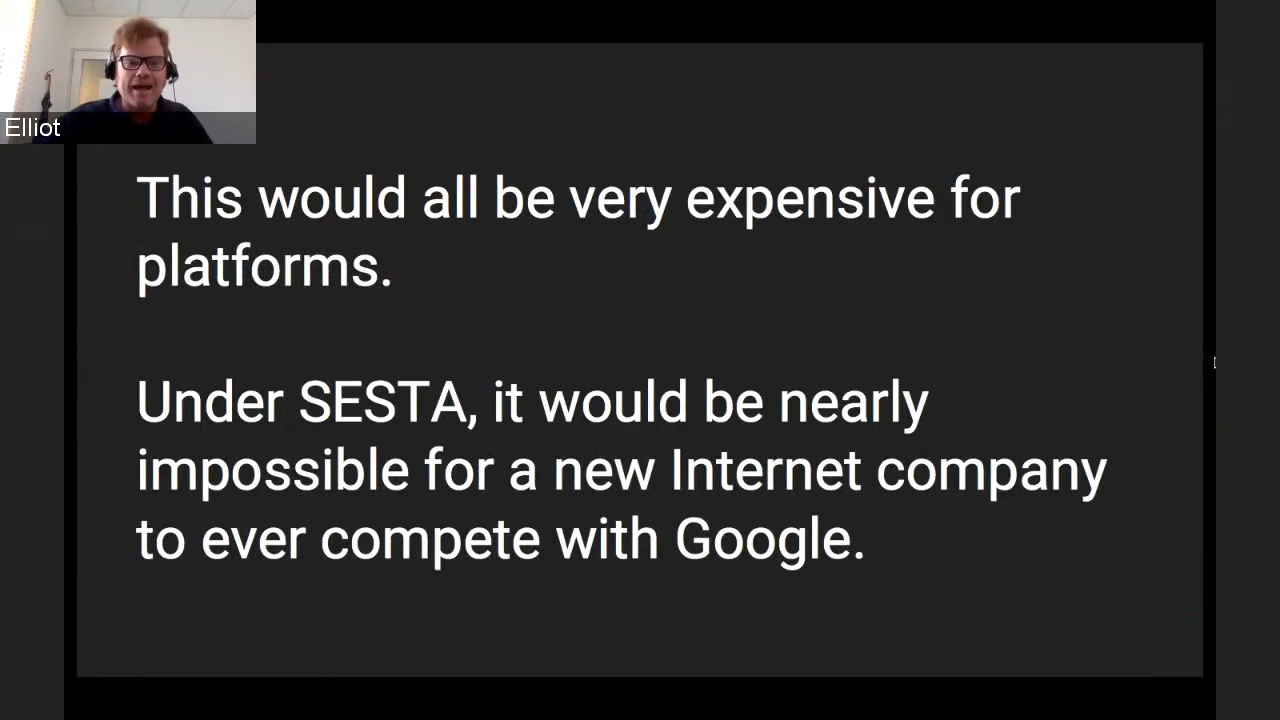 Elliot
This would all be very expensive for
platforms.
Under SESTA, it would be nearly
impossible for a new Internet company
to ever compete with Google.